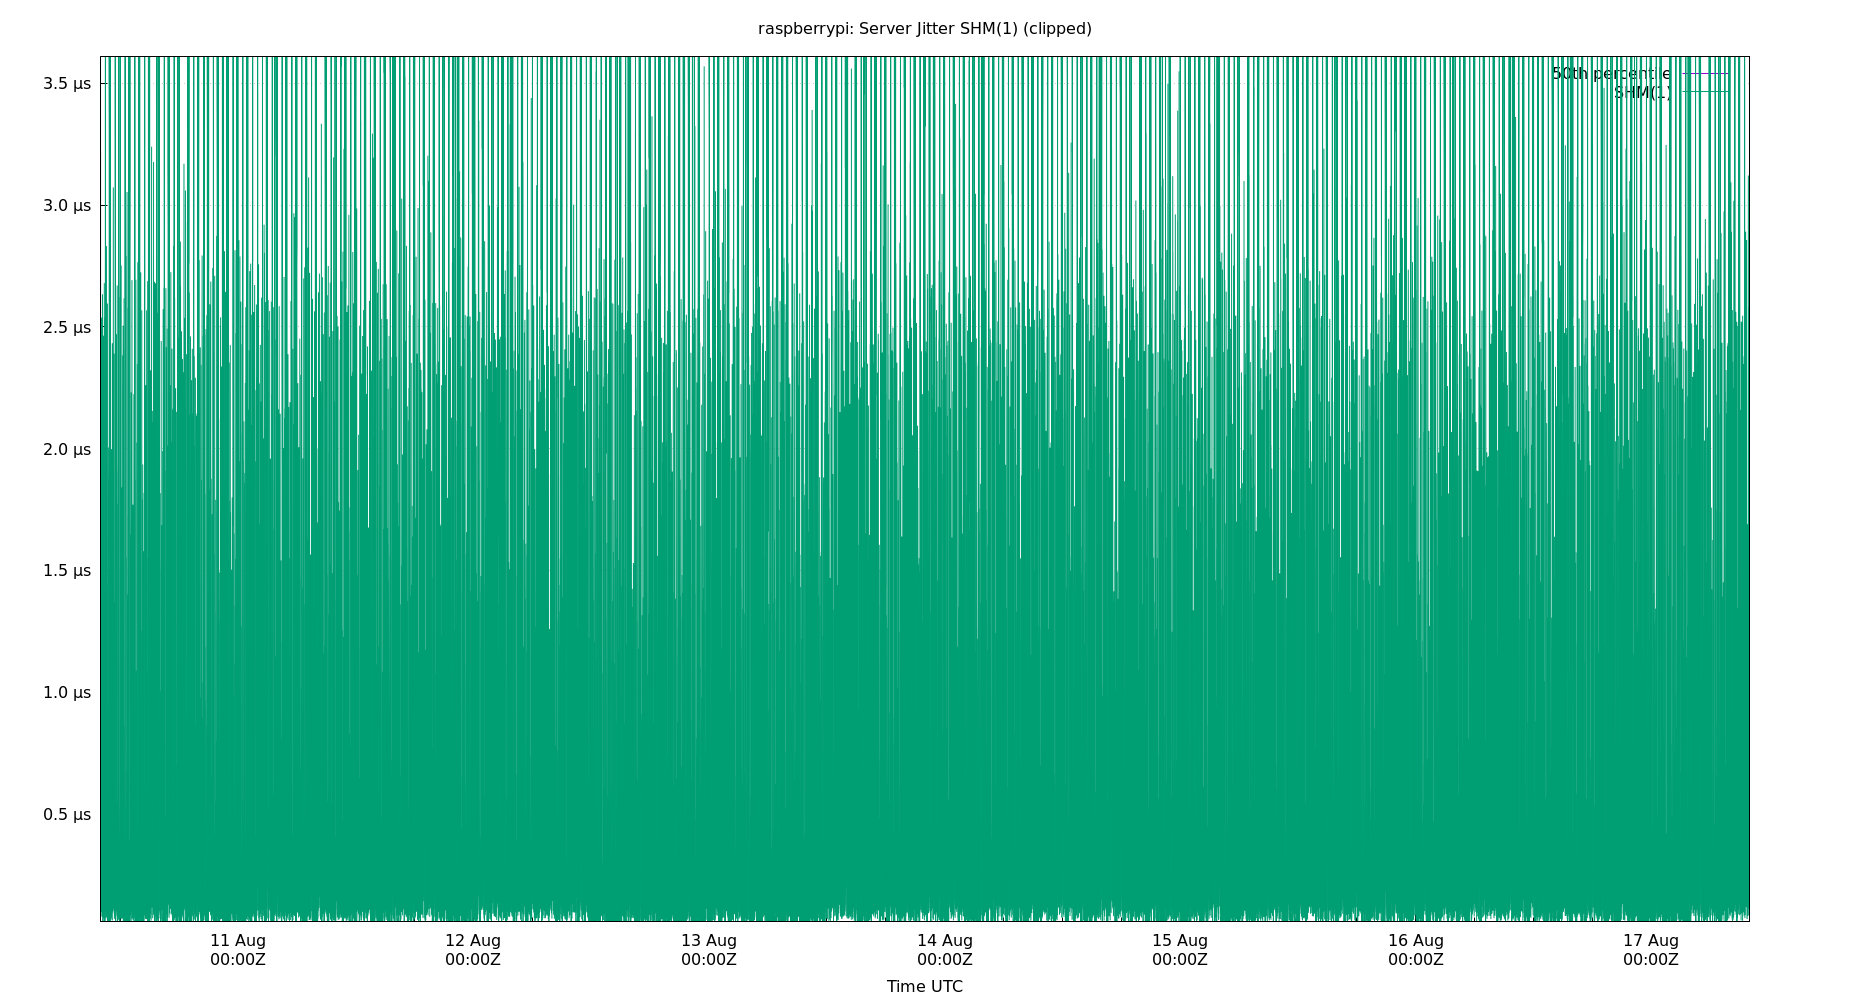 raspberrypi: Server Jitter SHM(1) (clipped)
50th percentile
SHM(1)
3.5 µs
3.0 µs
2.5 µs
2.0 µs
1.5 µs
1.0 µs
0.5 µs
11 Aug 12 Aug 13 Aug 14 Aug 15 Aug 16 Aug 17 Aug
00:00Z 00:00Z 00:00Z 00:00Z 00:00Z 00:00Z 00:00Z
Time UTC